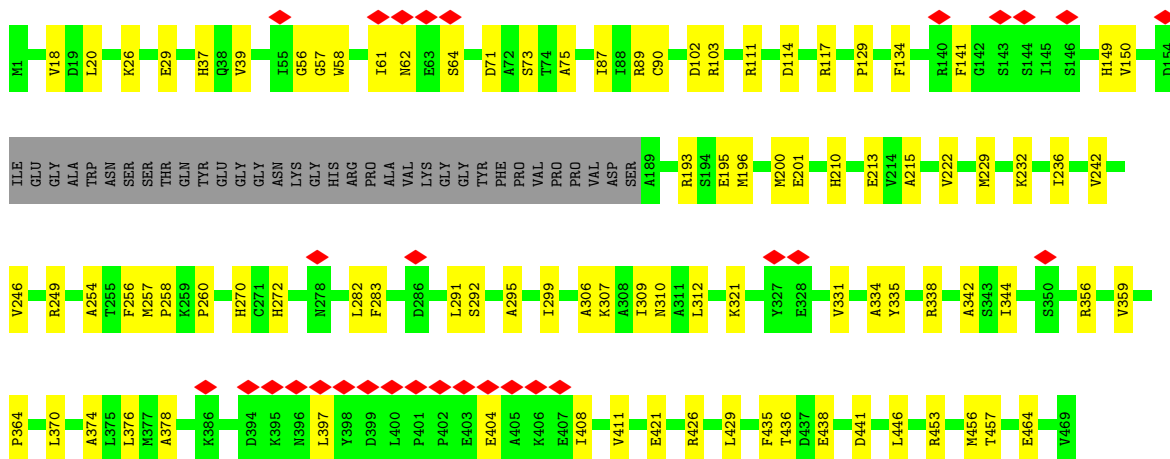 M1 V18 D19 L20 K26 E29 H37 Q38 V39 I55 G56 G57 W58 I61 N62 E63 S64 D71 A72 S73 T74 A75 I87 I88 R89 C90 D102 R103 R111 D114 R117 P129 F134 R140 F141 G142 S143 S144 I145 S146 H149 V150 D154
ILE GLU GLY ALA TRP ASN SER SER THR GLN TYR GLU GLY GLY ASN LYS GLY HIS ARG PRO ALA VAL LYS GLY GLY TYR PHE PRO PRO VAL PRO PRO VAL ASP SER A189 R193 S194 E195 M196 M200 E201 H210 E213 V214 A215 V222 M229 K232 I236 V242
V246 R249 A254 T255 F256 M257 P258 K259 P260 H270 C271 H272 N278 L282 F283 D286 L291 S292 A295 I299 A306 K307 A308 I309 N310 A311 L312 K321 Y327 E328 V331 A334 Y335 R338 A342 S343 I344 S350 R356 V359
P364 L370 A374 L375 L376 M377 A378 K386 D394 K395 N396 L397 Y398 D399 L400 P401 P402 E403 E404 A405 K406 E407 I408 V411 E421 R426 L429 F435 T436 D437 E438 D441 L446 R453 M456 T457 E464 V469